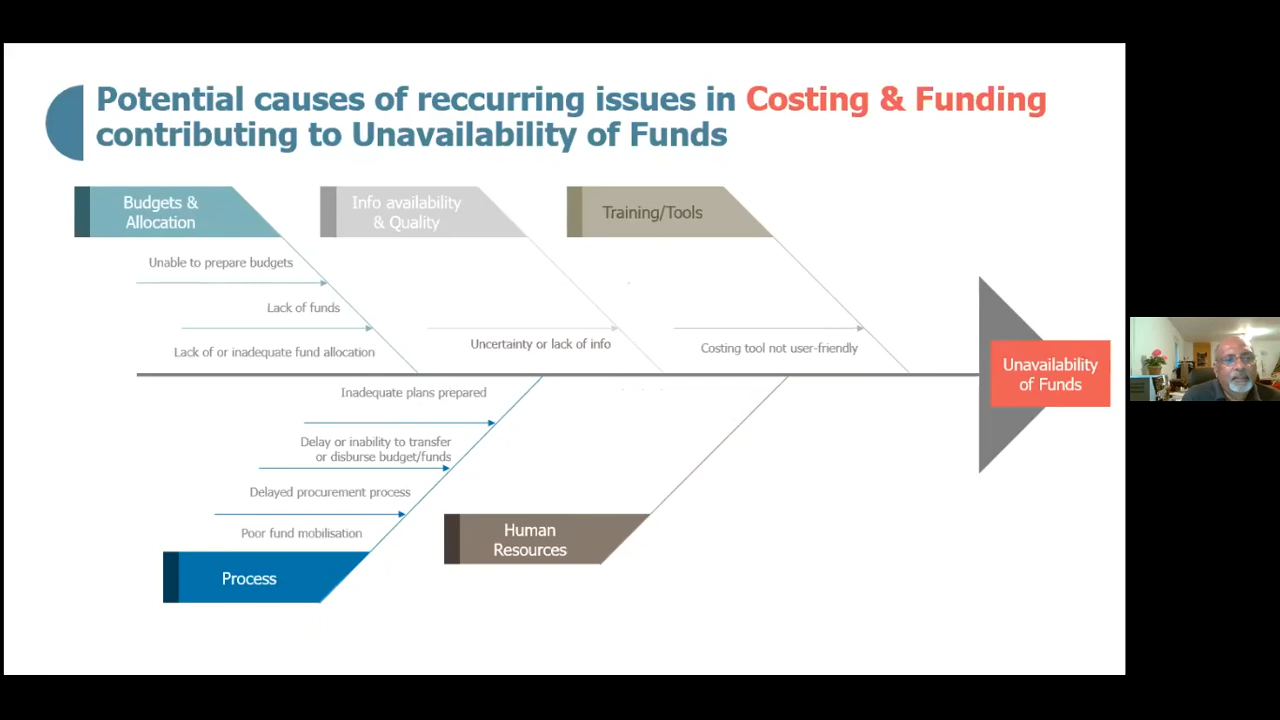 Potential causes of reccurring issues in Costing & Funding
contributing to Unavailability of Funds
Budgets &
Allocation
Info availability
& Quality
Training/Tools
Unable to prepare budgets
Lack of funds
Lack of or inadequate fund allocation
Uncertainty or lack of info
Costing tool not user-friendly
Unavailability
of Funds
Inadequate plans prepared
Delay or inability to transfer
or disburse budget/funds
Delayed procurement process
Poor fund mobilisation
Process
Human
Resources